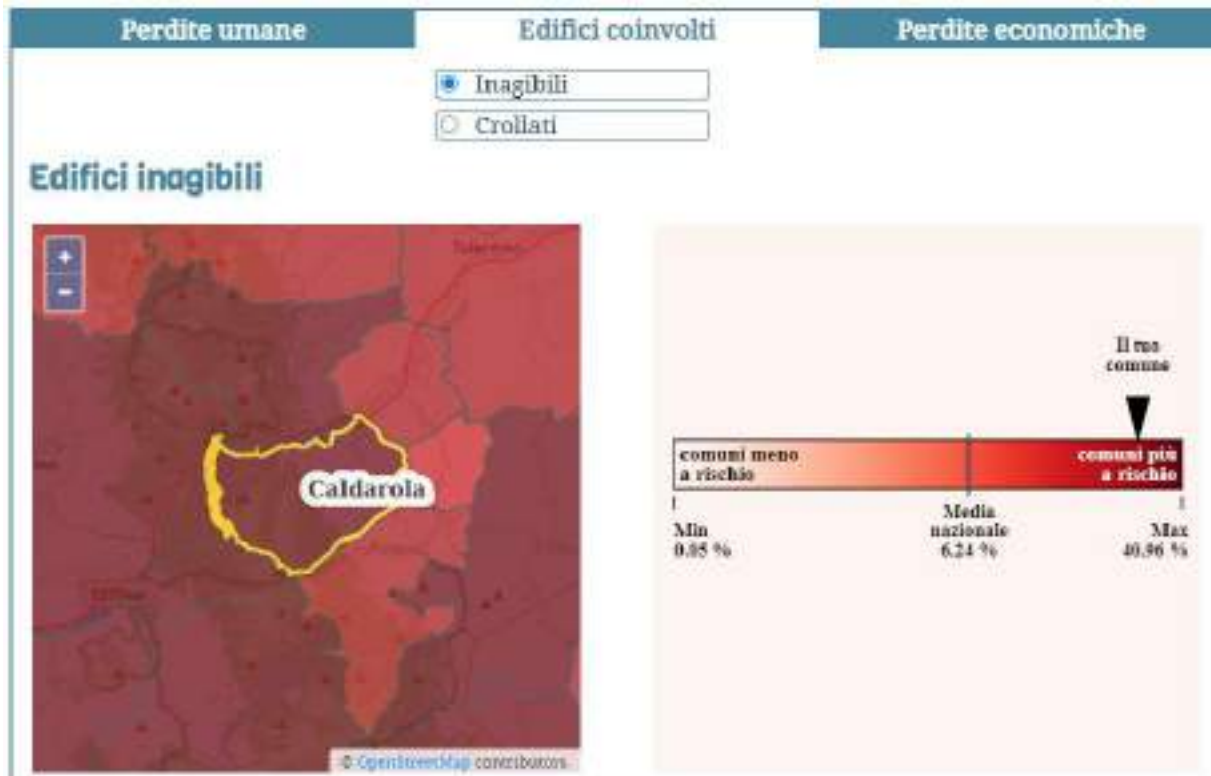 Perdite umane
Edifici coinvolti
Perdite economiche
Inagibili
Crollati
Edifici inagibili
+
−
Caldarola
© OpenStreetMap contributors
Il tuo
comune
comuni meno
a rischio
comuni più
a rischio
Min
0.05 %
Media
nazionale
6.24 %
Max
40.96 %